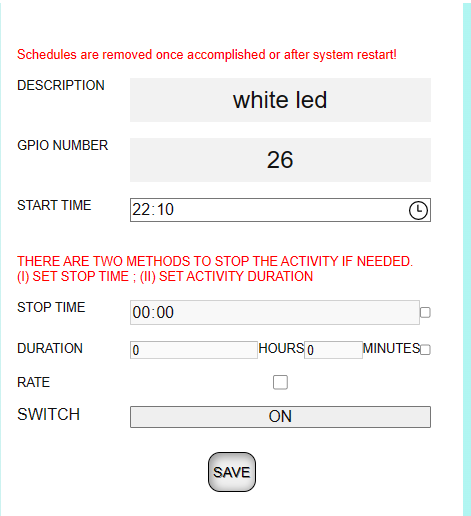 Schedules are removed once accomplished or after system restart!
DESCRIPTION
white led
GPIO NUMBER
26
START TIME
22:10
THERE ARE TWO METHODS TO STOP THE ACTIVITY IF NEEDED.
(I) SET STOP TIME ; (II) SET ACTIVITY DURATION
STOP TIME
00:00
DURATION
0 HOURS 0 MINUTES
RATE
SWITCH
ON
SAVE